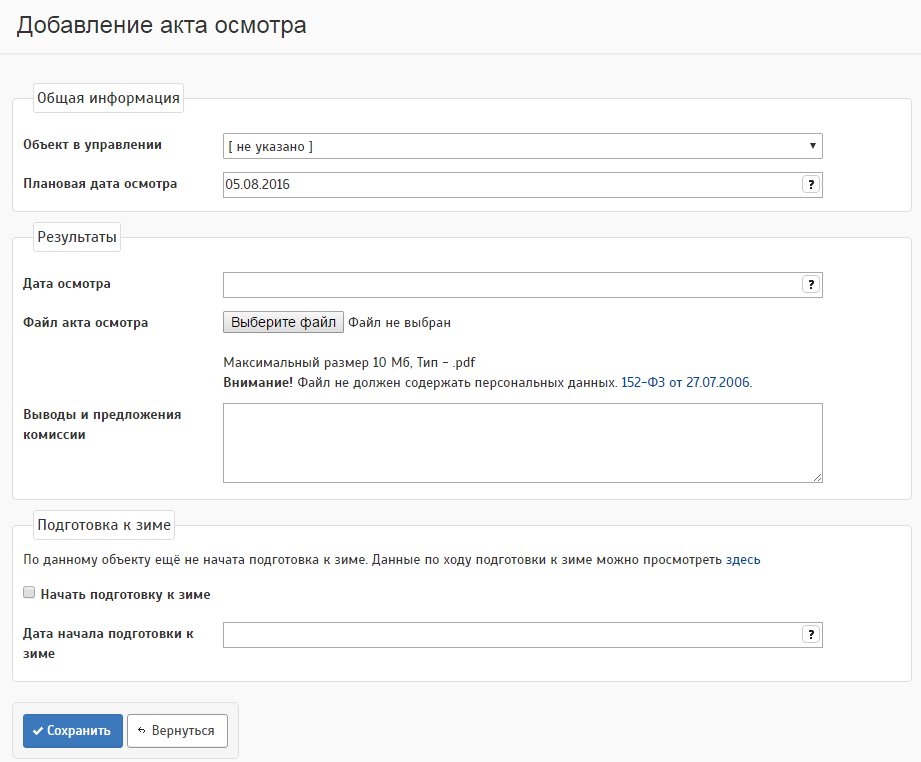 Добавление акта осмотра
Общая информация
Объект в управлении
[ не указано ]
Плановая дата осмотра
05.08.2016
?
Результаты
Дата осмотра
?
Файл акта осмотра
Выберите файл Файл не выбран
Максимальный размер 10 Мб, Тип - .pdf
Внимание! Файл не должен содержать персональных данных. 152-ФЗ от 27.07.2006.
Выводы и предложения
комиссии
Подготовка к зиме
По данному объекту ещё не начата подготовка к зиме. Данные по ходу подготовки к зиме можно просмотреть здесь
Начать подготовку к зиме
Дата начала подготовки к
зиме
?
Сохранить
Вернуться